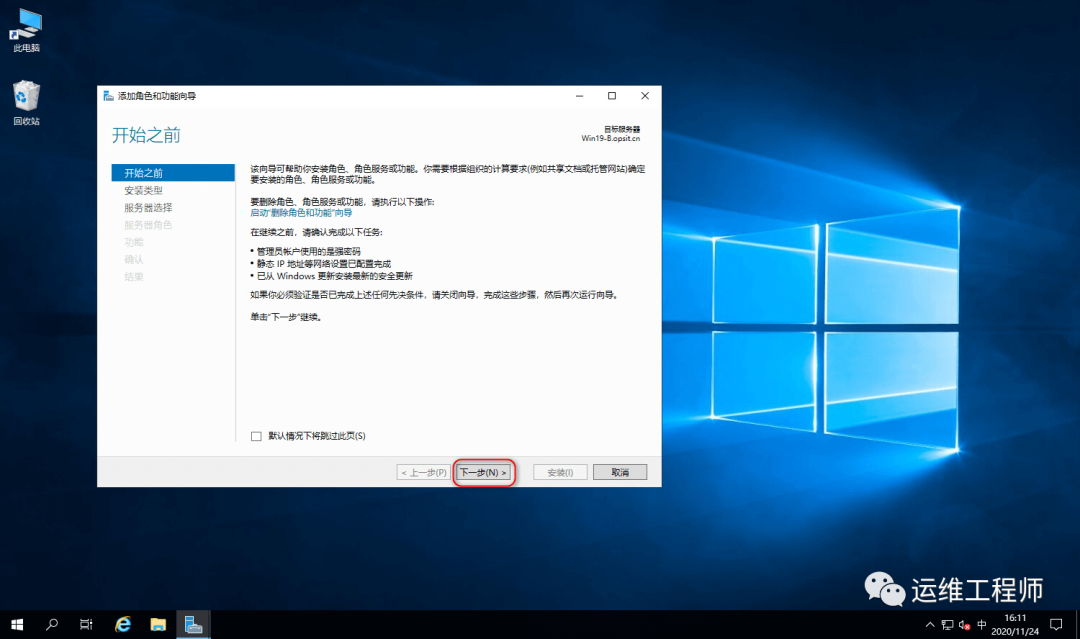 此电脑
回收站
添加角色和功能向导
开始之前
目标服务器
Win19-B.opsit.cn
开始之前
安装类型
服务器选择
服务器角色
功能
确认
结果
该向导可帮助你安装角色、角色服务或功能。你需要根据组织的计算要求(例如共享文档或托管网站)确定
要安装的角色、角色服务或功能。
要删除角色、角色服务或功能，请执行以下操作:
启动"删除角色和功能"向导
在继续之前，请确认完成以下任务:
• 管理员帐户使用的是强密码
• 静态 IP 地址等网络设置已配置完成
• 已从 Windows 更新安装最新的安全更新
如果你必须验证是否已完成上述任何先决条件，请关闭向导，完成这些步骤，然后再次运行向导。
单击"下一步"继续。
默认情况下将跳过此页(S)
< 上一步(P)
下一步(N) >
安装(I)
取消
运维工程师
中
16:11
2020/11/24